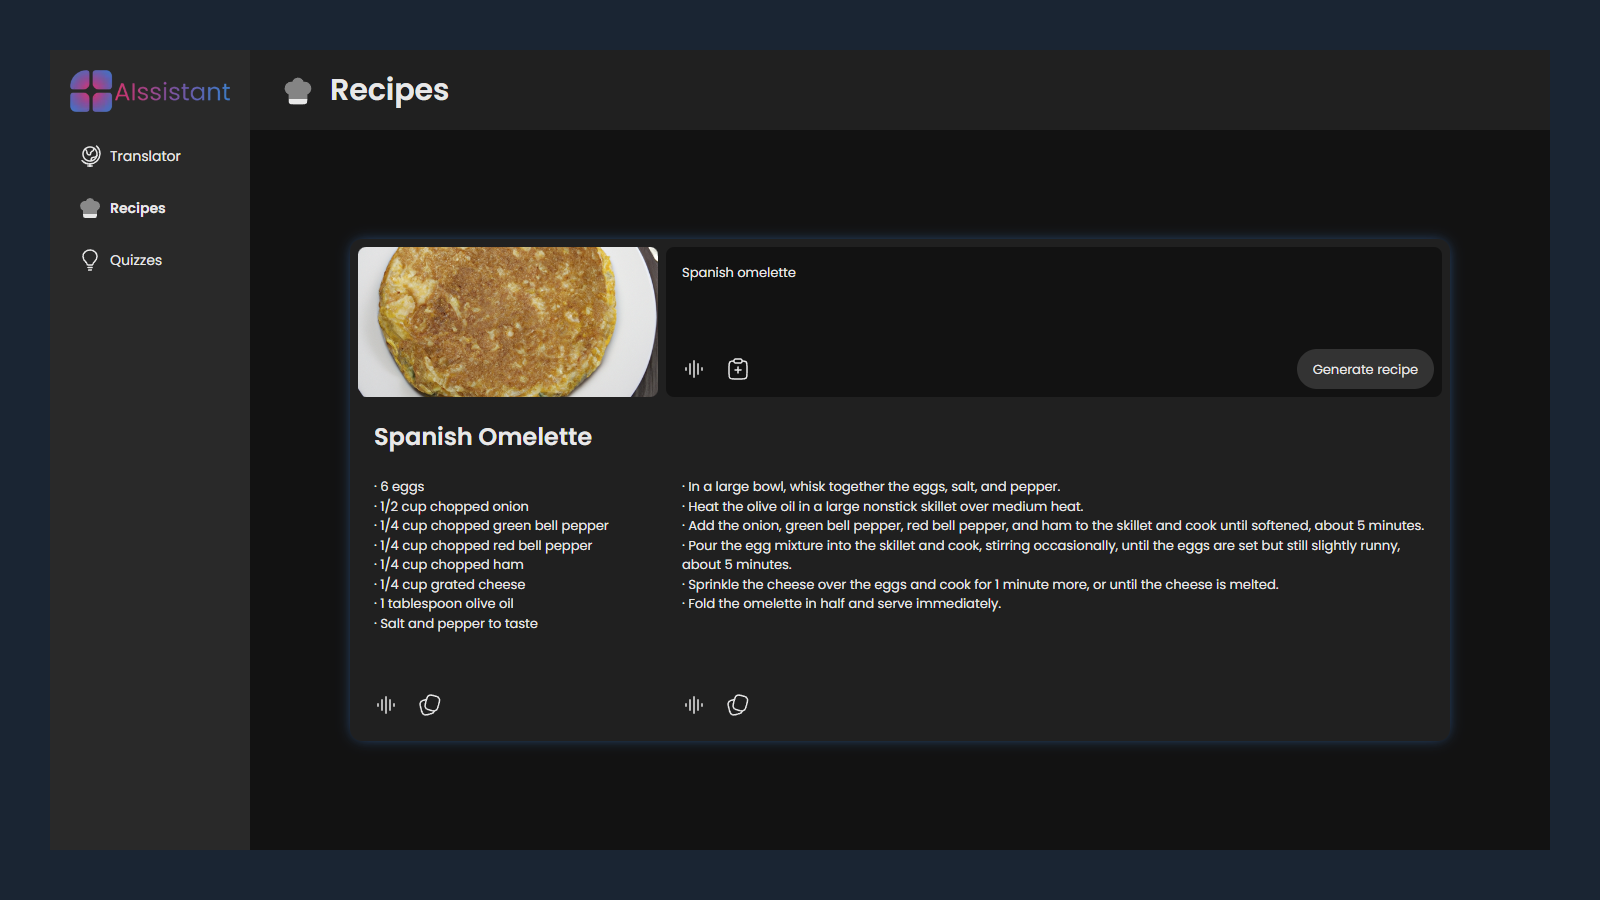 AIssistant
Translator
Recipes
Quizzes
Recipes
Spanish omelette
Generate recipe
Spanish Omelette
· 6 eggs
· 1/2 cup chopped onion
· 1/4 cup chopped green bell pepper
· 1/4 cup chopped red bell pepper
· 1/4 cup chopped ham
· 1/4 cup grated cheese
· 1 tablespoon olive oil
· Salt and pepper to taste
· In a large bowl, whisk together the eggs, salt, and pepper.
· Heat the olive oil in a large nonstick skillet over medium heat.
· Add the onion, green bell pepper, red bell pepper, and ham to the skillet and cook until softened, about 5 minutes.
· Pour the egg mixture into the skillet and cook, stirring occasionally, until the eggs are set but still slightly runny,
about 5 minutes.
· Sprinkle the cheese over the eggs and cook for 1 minute more, or until the cheese is melted.
· Fold the omelette in half and serve immediately.